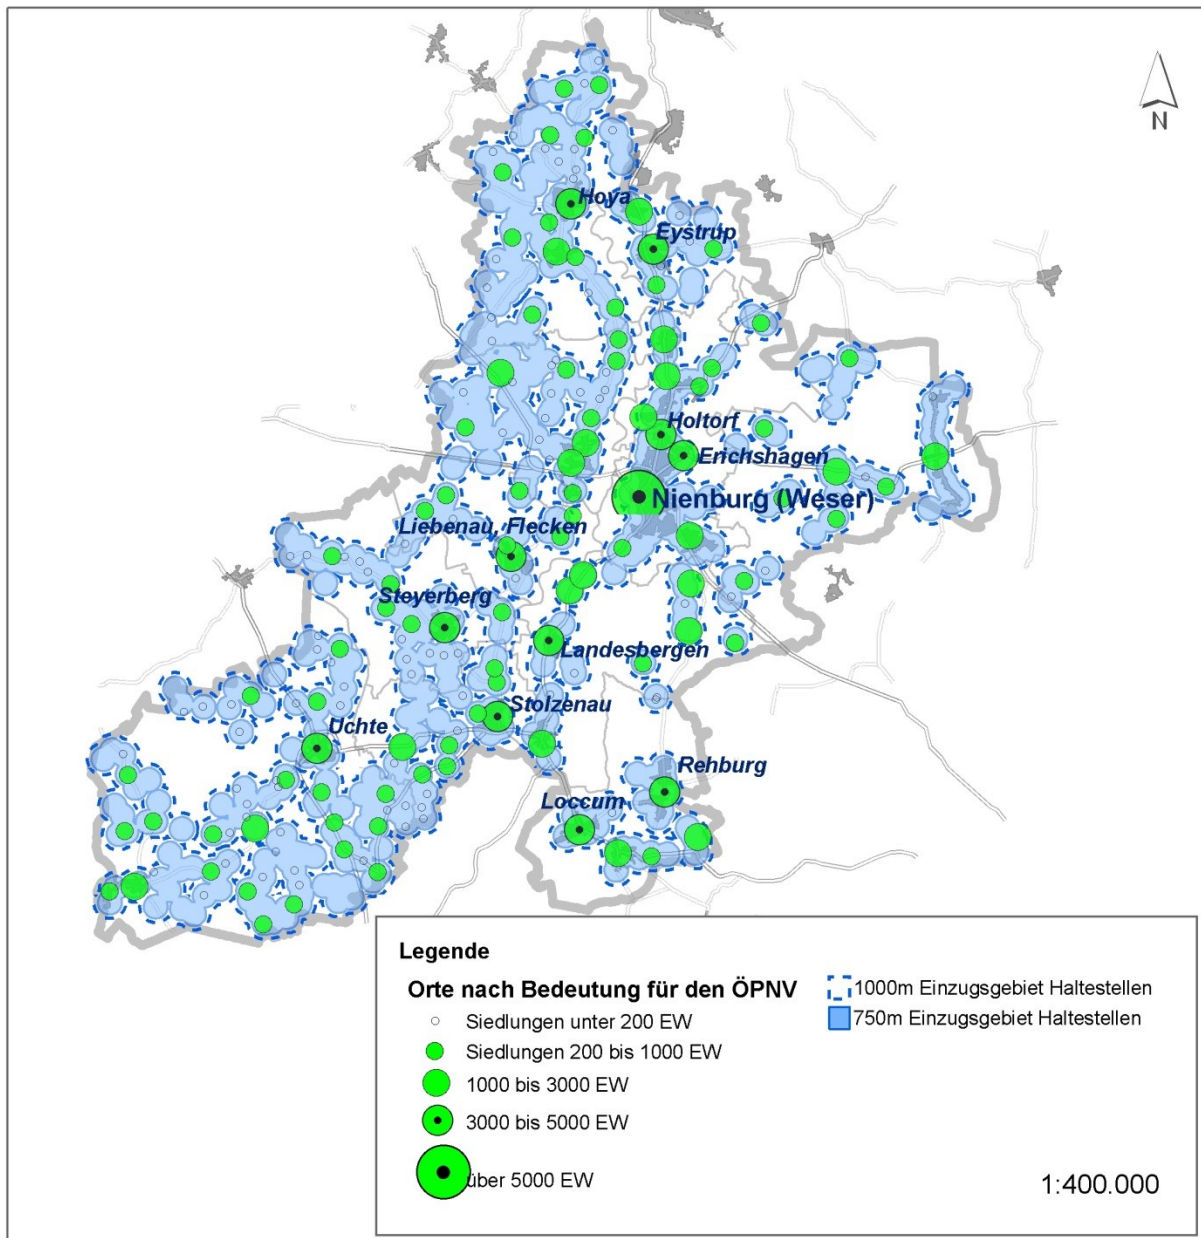 N
Hoya
Eystrup
Holtorf
Erichshagen
Nienburg (Weser)
Liebenau, Flecken
Steyerberg
Landesbergen
Stolzenau
Uchte
Rehburg
Loccum
Legende
Orte nach Bedeutung für den ÖPNV
Siedlungen unter 200 EW
Siedlungen 200 bis 1000 EW
1000 bis 3000 EW
3000 bis 5000 EW
über 5000 EW
1000m Einzugsgebiet Haltestellen
750m Einzugsgebiet Haltestellen
1:400.000